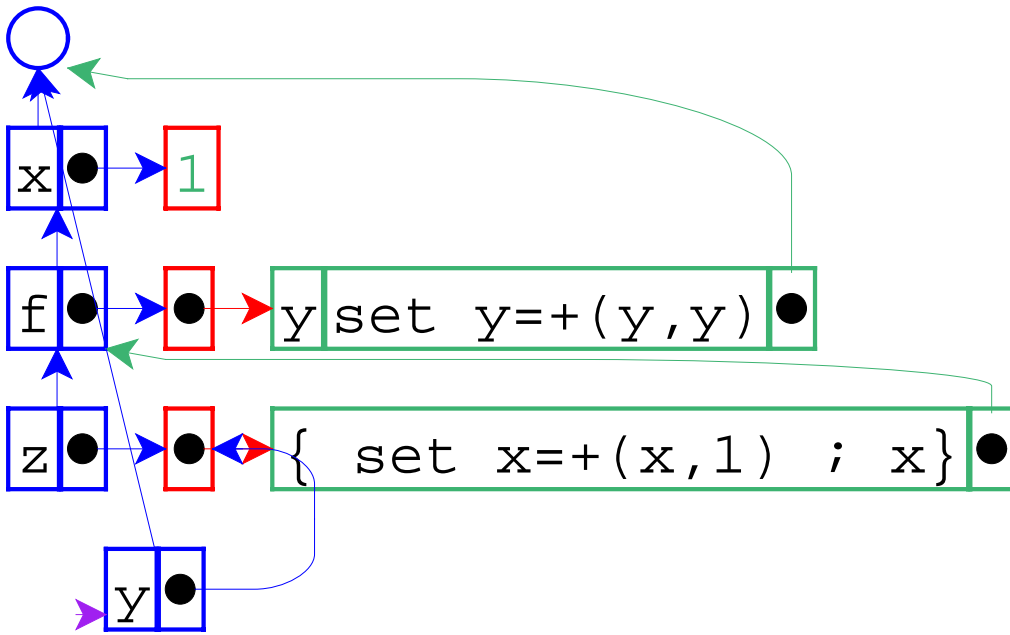 x 1
f y set y=+(y,y)
z { set x=+(x,1) ; x}
y